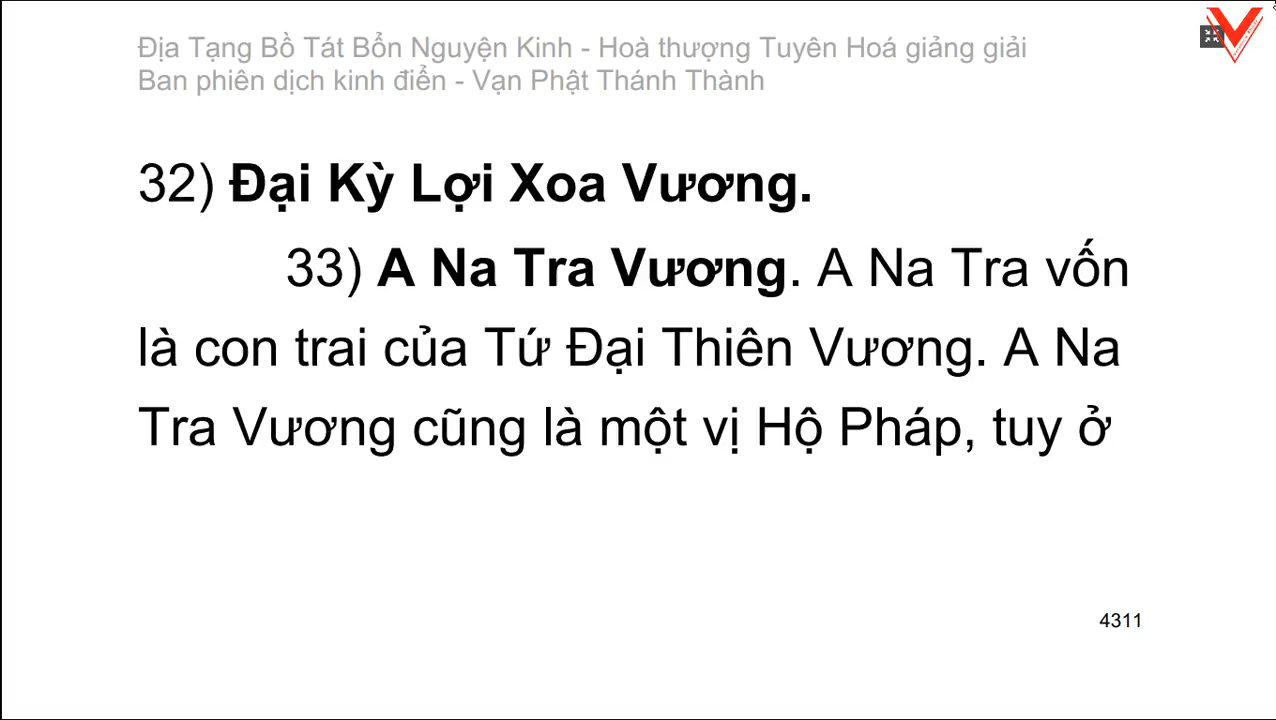 Địa Tạng Bồ Tát Bổn Nguyện Kinh - Hoà thượng Tuyên Hoá giảng giải
Ban phiên dịch kinh điển - Vạn Phật Thánh Thành
32) Đại Kỳ Lợi Xoa Vương.
33) A Na Tra Vương. A Na Tra vốn
là con trai của Tứ Đại Thiên Vương. A Na
Tra Vương cũng là một vị Hộ Pháp, tuy ở
4311